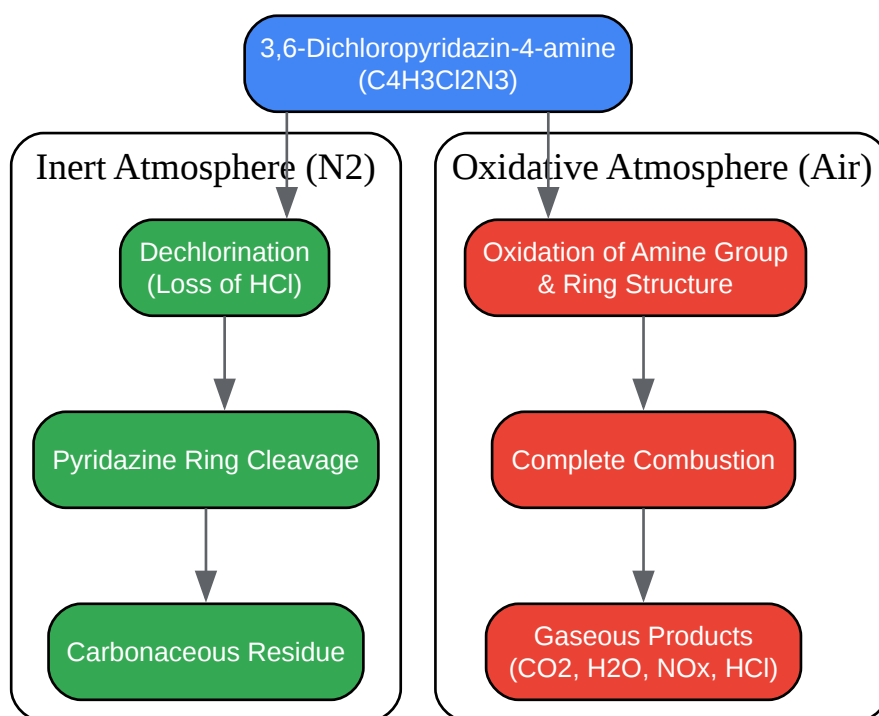 3,6-Dichloropyridazin-4-amine
(C4H3Cl2N3)
Inert Atmosphere (N2)
Dechlorination
(Loss of HCl)
Pyridazine Ring Cleavage
Carbonaceous Residue
Oxidative Atmosphere (Air)
Oxidation of Amine Group
& Ring Structure
Complete Combustion
Gaseous Products
(CO2, H2O, NOx, HCl)